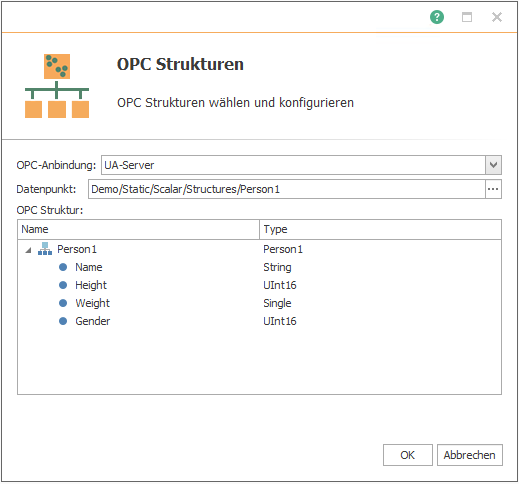 ?
OPC Strukturen
OPC Strukturen wählen und konfigurieren
OPC-Anbindung: UA-Server
Datenpunkt: Demo/Static/Scalar/Structures/Person1 ...
OPC Struktur:
Name Type
Person1 Person1
Name String
Height UInt16
Weight Single
Gender UInt16
OK Abbrechen